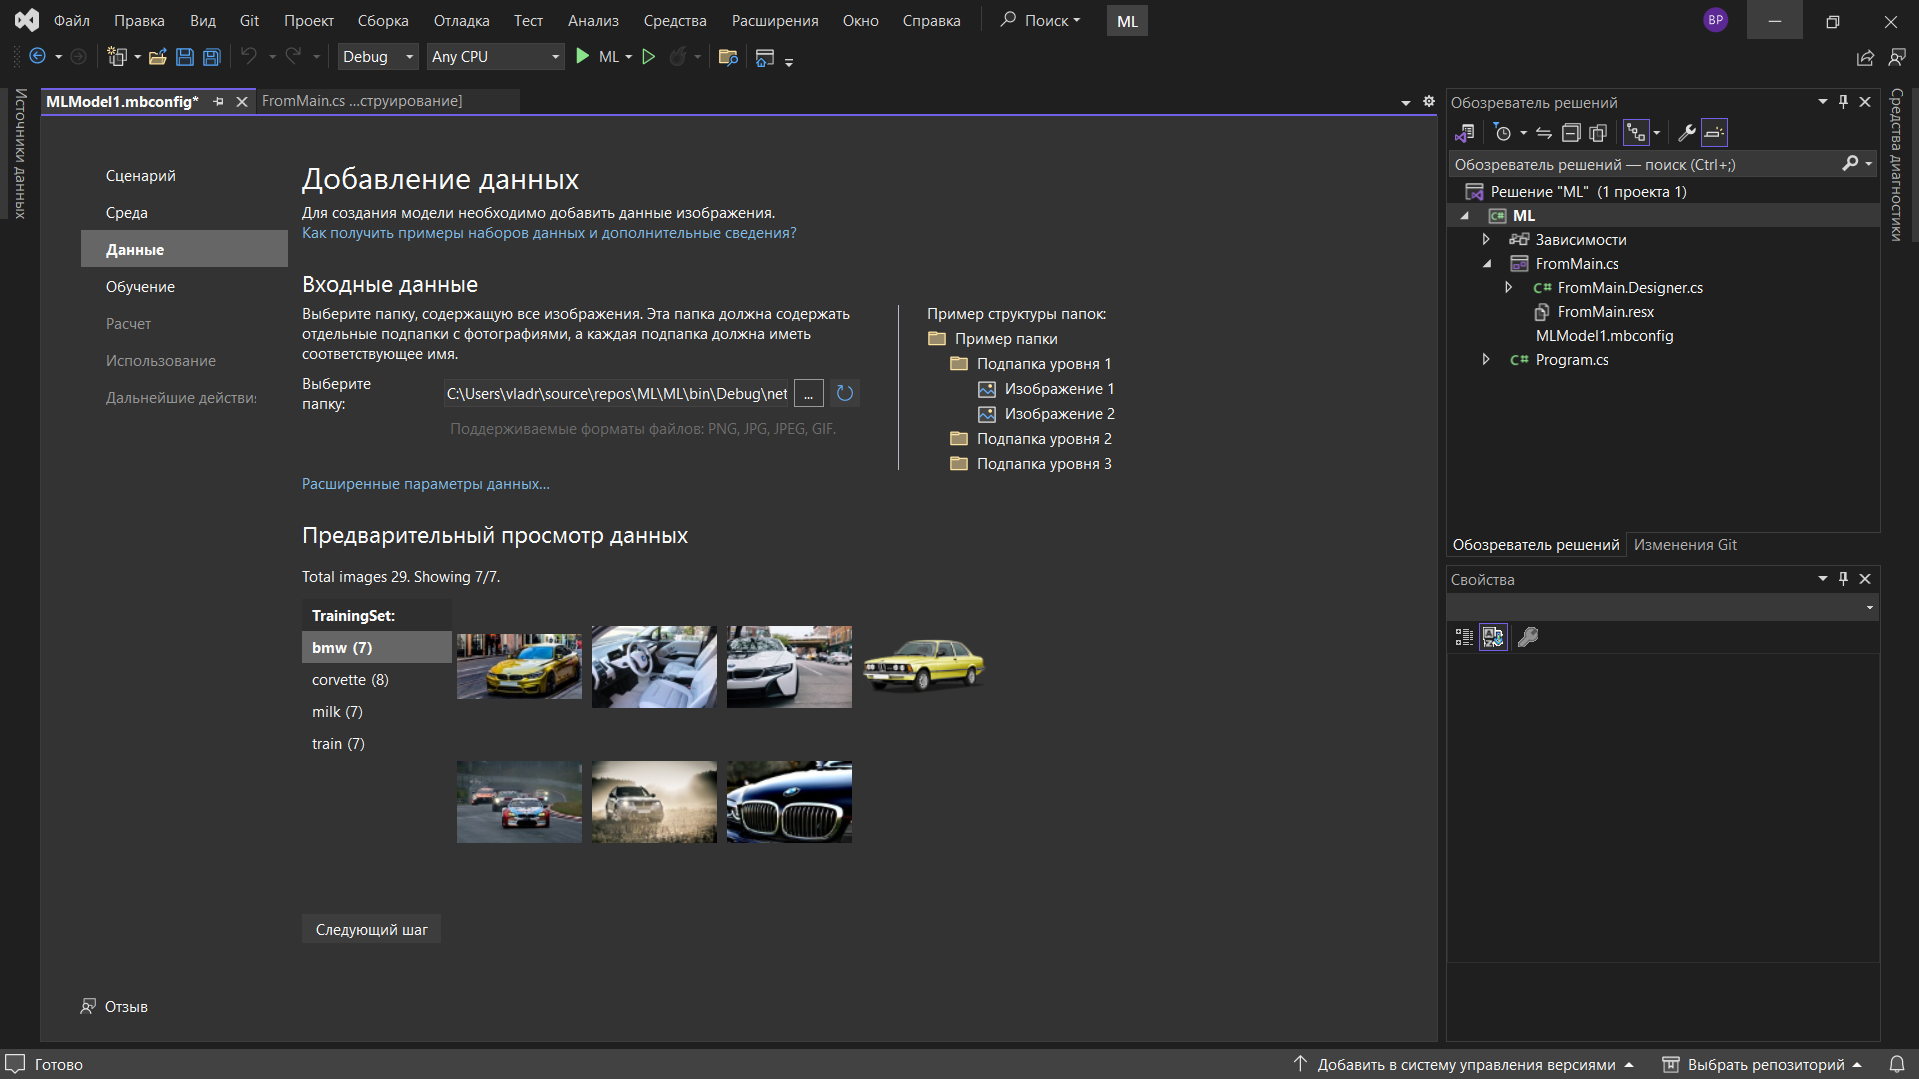 Файл Правка Вид Git Проект Сборка Отладка Тест Анализ Средства Расширения Окно Справка Поиск ML ВР
Debug Any CPU ML
Источники данных
MLModel1.mbconfig* FromMain.cs ...струирование]
Сценарий
Среда
Данные
Обучение
Расчет
Использование
Дальнейшие действи
Добавление данных
Для создания модели необходимо добавить данные изображения.
Как получить примеры наборов данных и дополнительные сведения?
Входные данные
Выберите папку, содержащую все изображения. Эта папка должна содержать
отдельные подпапки с фотографиями, а каждая подпапка должна иметь
соответствующее имя.
Выберите
папку:
C:\Users\vladr\source\repos\ML\ML\bin\Debug\net ...
Поддерживаемые форматы файлов: PNG, JPG, JPEG, GIF.
Пример структуры папок:
Пример папки
Подпапка уровня 1
Изображение 1
Изображение 2
Подпапка уровня 2
Подпапка уровня 3
Расширенные параметры данных...
Предварительный просмотр данных
Total images 29. Showing 7/7.
TrainingSet:
bmw (7)
corvette (8)
milk (7)
train (7)
Следующий шаг
Отзыв
Обозреватель решений
Обозреватель решений — поиск (Ctrl+;)
Решение "ML" (1 проекта 1)
C# ML
Зависимости
FromMain.cs
C# FromMain.Designer.cs
FromMain.resx
MLModel1.mbconfig
C# Program.cs
Обозреватель решений Изменения Git
Свойства
Средства диагностики
Готово Добавить в систему управления версиями Выбрать репозиторий